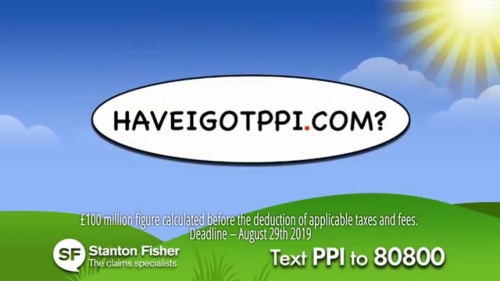 HAVEIGOTPPI.COM?
£100 million figure calculated before the deduction of applicable taxes and fees.
Deadline – August 29th 2019
SF Stanton Fisher
The claims specialists
Text PPI to 80800